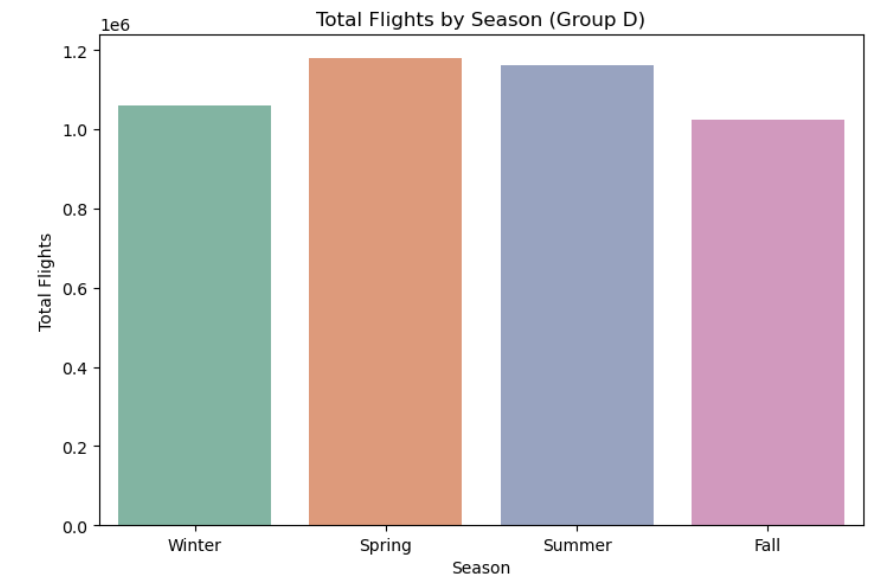 Total Flights by Season (Group D)
1e6
1.2
1.0
0.8
0.6
0.4
0.2
0.0
Total Flights
Winter Spring Summer Fall
Season